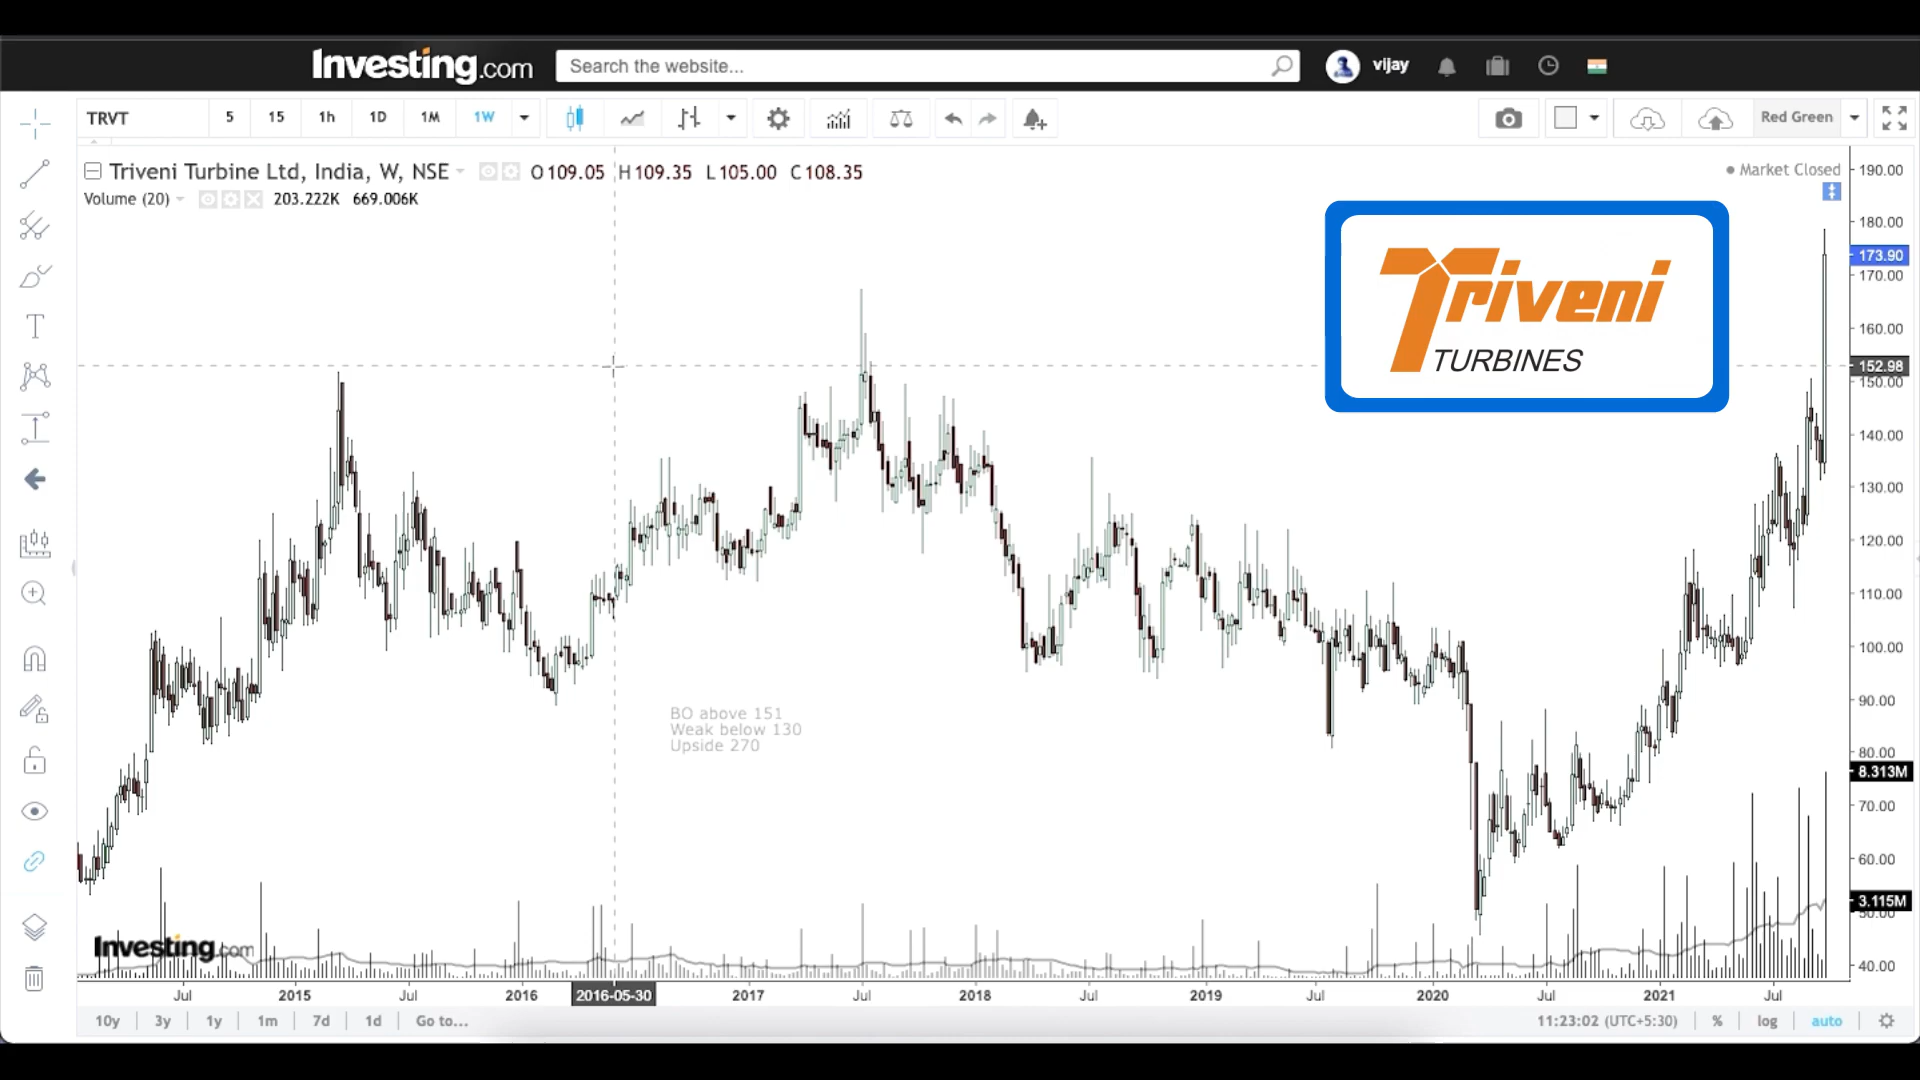 Investing.com
Search the website...
vijay
TRVT 5 15 1h 1D 1M 1W
Red Green
Triveni Turbine Ltd, India, W, NSE O109.05 H109.35 L105.00 C108.35
Market Closed
Volume (20) 203.222K 669.006K
Triveni
TURBINES
190.00
180.00
173.90
170.00
160.00
152.98
150.00
140.00
130.00
120.00
110.00
100.00
90.00
80.00
8.313M
70.00
60.00
3.115M
50.00
40.00
BO above 151
Weak below 130
Upside 270
Investing.com
Jul 2015 Jul 2016 2016-05-30 2017 Jul 2018 Jul 2019 Jul 2020 Jul 2021 Jul
10y 3y 1y 1m 7d 1d Go to... 11:23:02 (UTC+5:30) % log auto